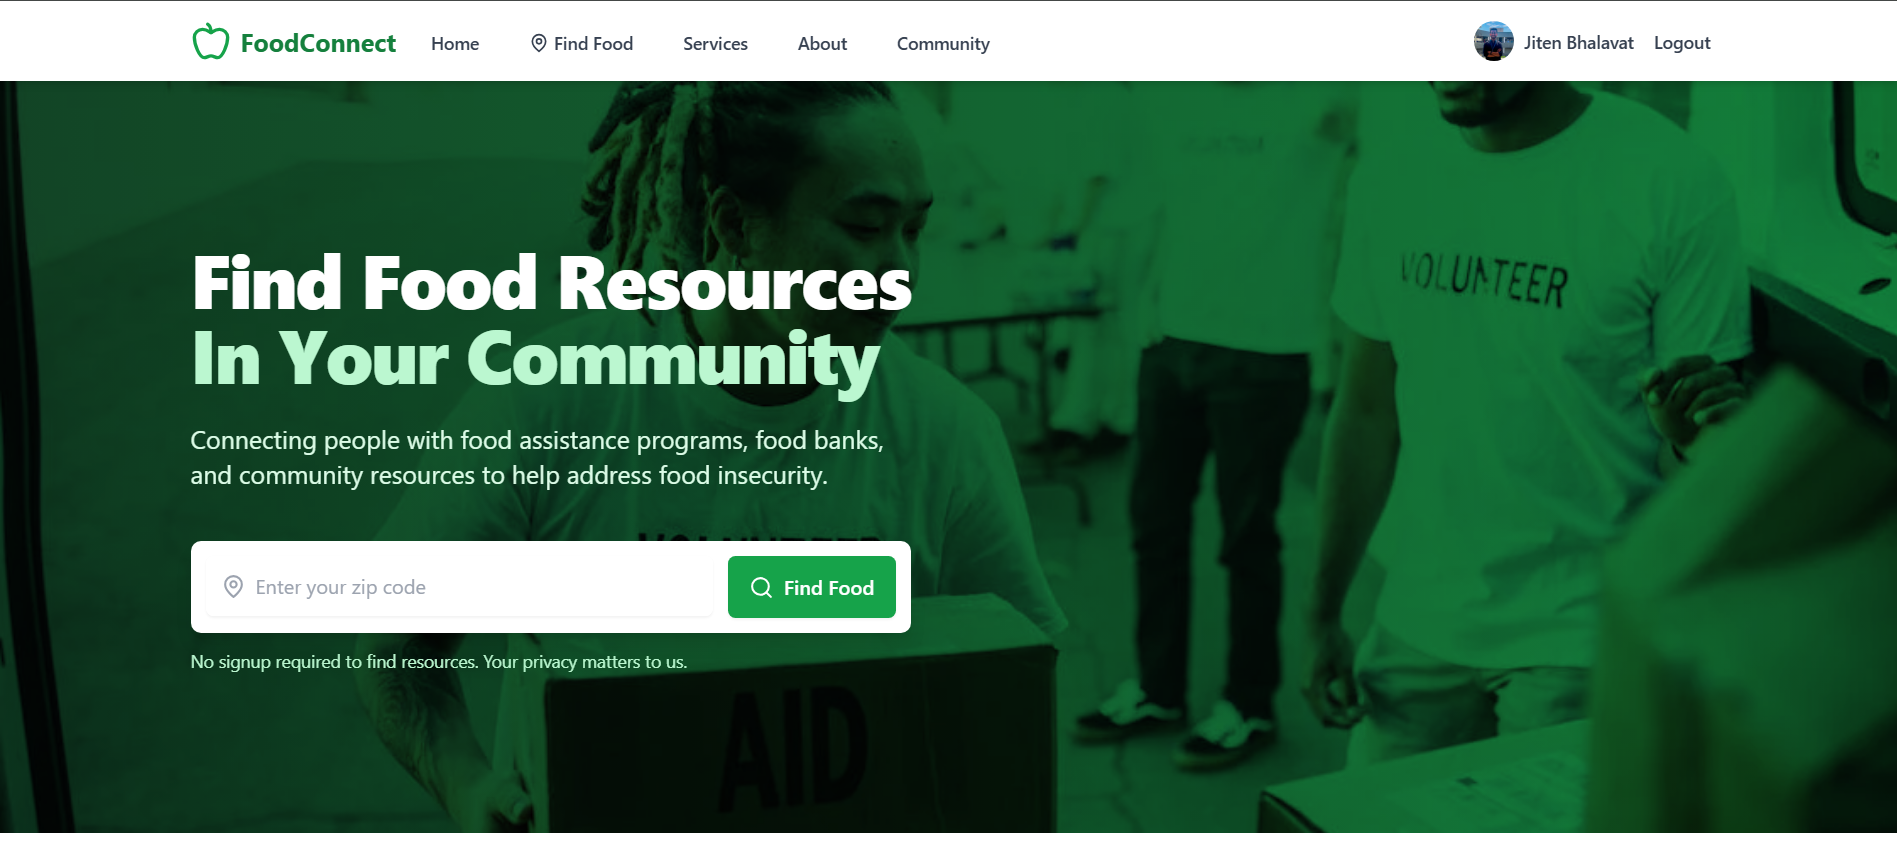 FoodConnect Home Find Food Services About Community Jiten Bhalavat Logout
Find Food Resources
In Your Community
VOLUNTEER
Connecting people with food assistance programs, food banks,
and community resources to help address food insecurity.
Enter your zip code
Find Food
No signup required to find resources. Your privacy matters to us.
AID